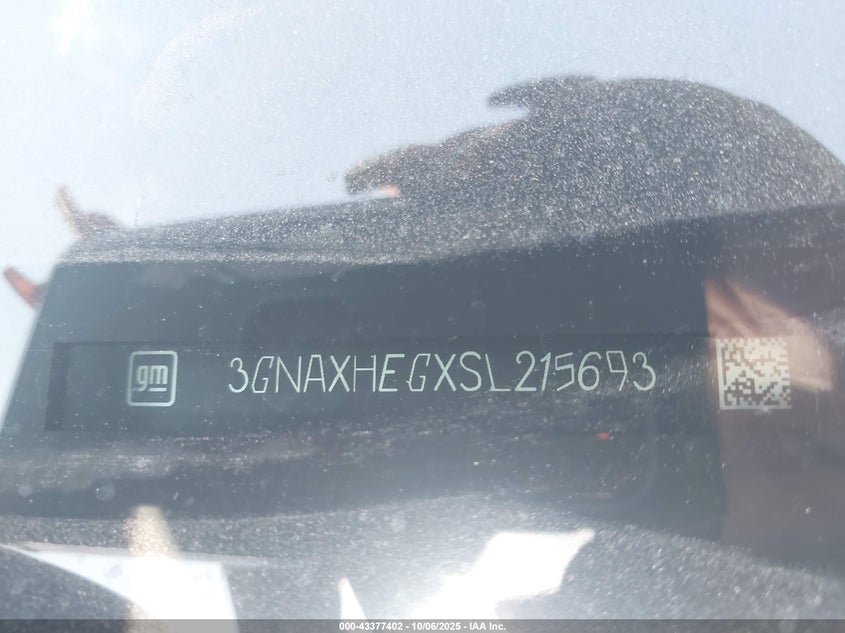 gm 3GNAXHEGXSL215693
000-43377402 - 10/06/2025 - IAA Inc.